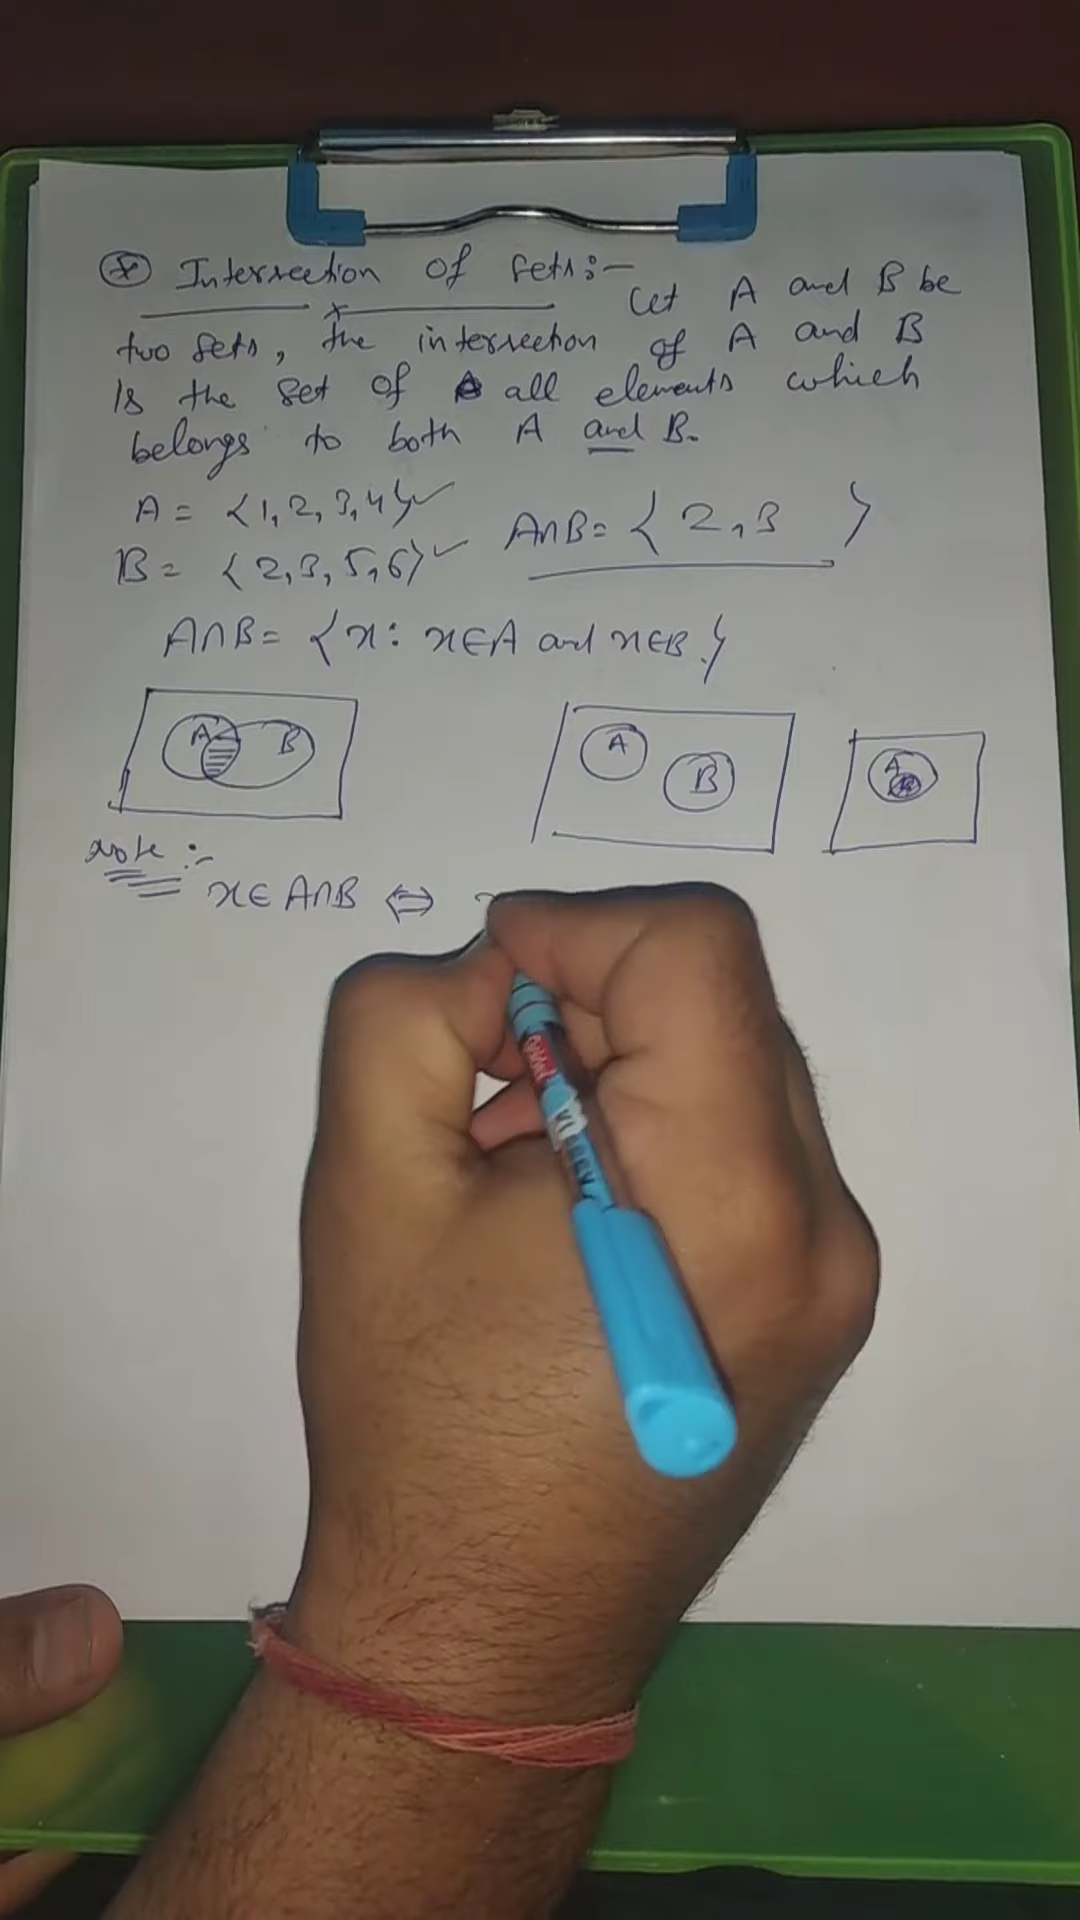 * Intersection of sets:- Let A and B be
two sets, the intersection of A and B
is the set of all elements which
belongs to both A and B.
A = {1, 2, 3, 4} ✓
B = {2, 3, 5, 6} ✓
A∩B = { 2, 3 }
A∩B = {x : x∈A and x∈B.}
A B
A
B
A
Note :-
x∈ A∩B ⇔